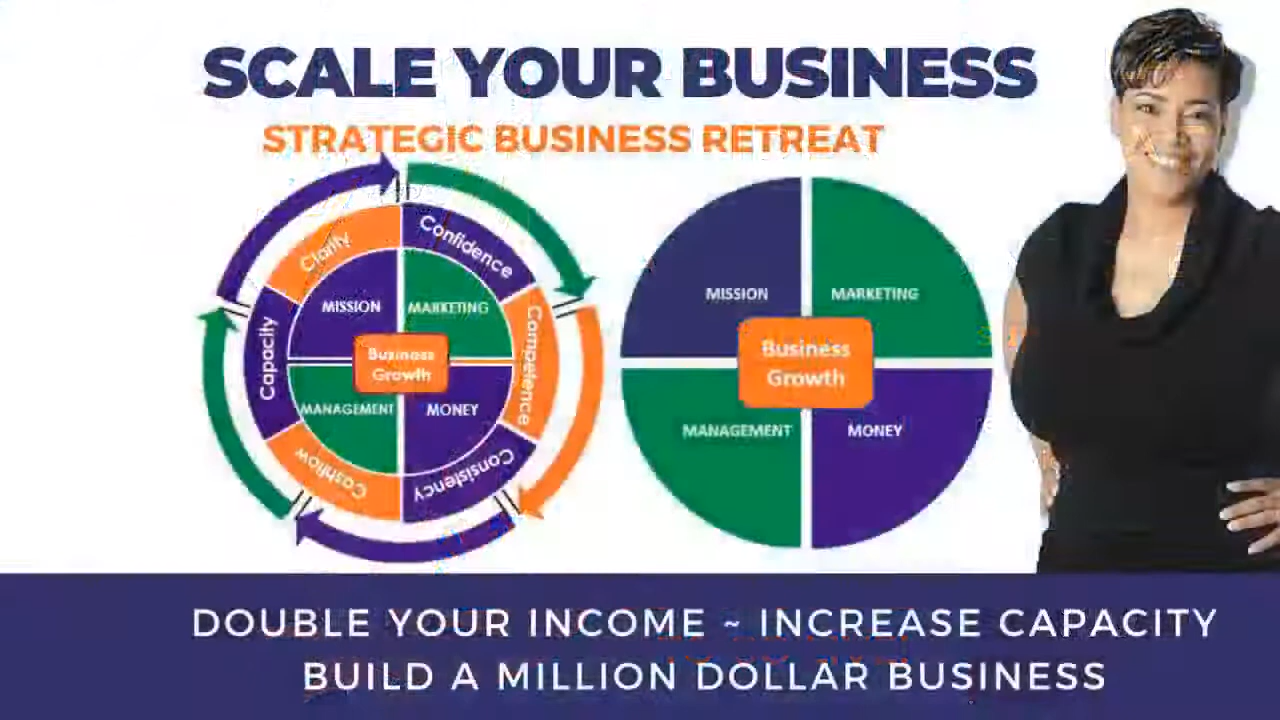 SCALE YOUR BUSINESS
STRATEGIC BUSINESS RETREAT
Clarity
Confidence
Competence
Consistency
Cashflow
Capacity
MISSION
MARKETING
Business
Growth
MANAGEMENT
MONEY
MISSION
MARKETING
Business
Growth
MANAGEMENT
MONEY
DOUBLE YOUR INCOME ~ INCREASE CAPACITY
BUILD A MILLION DOLLAR BUSINESS